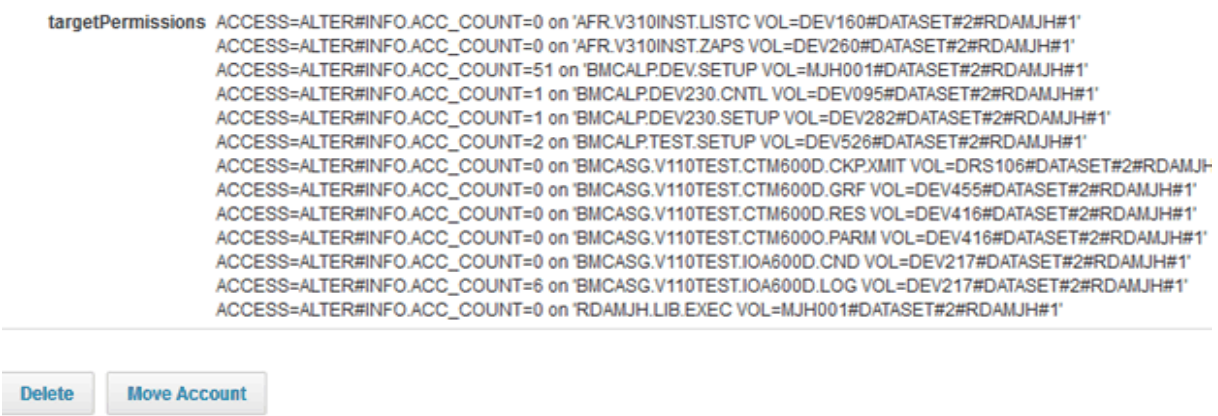 targetPermissions ACCESS=ALTER#INFO.ACC_COUNT=0 on 'AFR.V310INST.LISTC VOL=DEV160#DATASET#2#RDAMJH#1'
ACCESS=ALTER#INFO.ACC_COUNT=0 on 'AFR.V310INST.ZAPS VOL=DEV260#DATASET#2#RDAMJH#1'
ACCESS=ALTER#INFO.ACC_COUNT=51 on 'BMCALP.DEV.SETUP VOL=MJH001#DATASET#2#RDAMJH#1'
ACCESS=ALTER#INFO.ACC_COUNT=1 on 'BMCALP.DEV230.CNTL VOL=DEV095#DATASET#2#RDAMJH#1'
ACCESS=ALTER#INFO.ACC_COUNT=1 on 'BMCALP.DEV230.SETUP VOL=DEV282#DATASET#2#RDAMJH#1'
ACCESS=ALTER#INFO.ACC_COUNT=2 on 'BMCALP.TEST.SETUP VOL=DEV526#DATASET#2#RDAMJH#1'
ACCESS=ALTER#INFO.ACC_COUNT=0 on 'BMCASG.V110TEST.CTM600D.CKP.XMIT VOL=DRS106#DATASET#2#RDAMJH
ACCESS=ALTER#INFO.ACC_COUNT=0 on 'BMCASG.V110TEST.CTM600D.GRF VOL=DEV455#DATASET#2#RDAMJH#1'
ACCESS=ALTER#INFO.ACC_COUNT=0 on 'BMCASG.V110TEST.CTM600D.RES VOL=DEV416#DATASET#2#RDAMJH#1'
ACCESS=ALTER#INFO.ACC_COUNT=0 on 'BMCASG.V110TEST.CTM600O.PARM VOL=DEV416#DATASET#2#RDAMJH#1'
ACCESS=ALTER#INFO.ACC_COUNT=0 on 'BMCASG.V110TEST.IOA600D.CND VOL=DEV217#DATASET#2#RDAMJH#1'
ACCESS=ALTER#INFO.ACC_COUNT=6 on 'BMCASG.V110TEST.IOA600D.LOG VOL=DEV217#DATASET#2#RDAMJH#1'
ACCESS=ALTER#INFO.ACC_COUNT=0 on 'RDAMJH.LIB.EXEC VOL=MJH001#DATASET#2#RDAMJH#1'
Delete Move Account